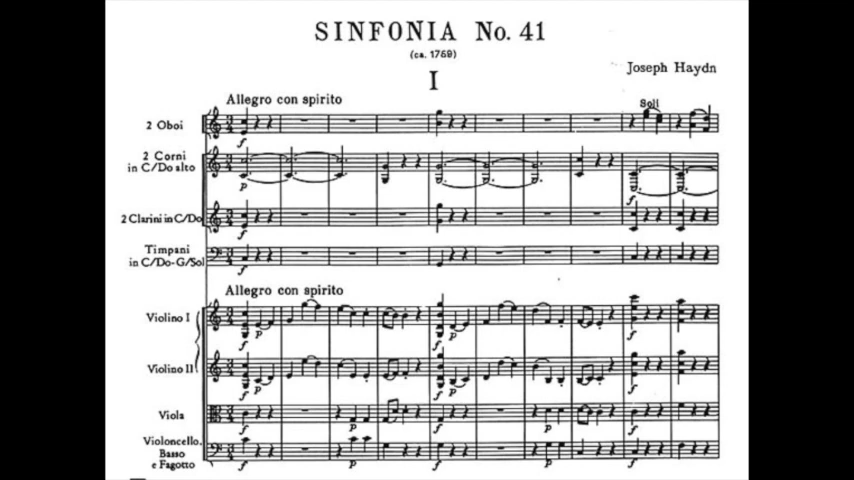 SINFONIA No. 41
(ca. 1769)
Joseph Haydn
I
Allegro con spirito
Soli
2 Oboi
f
2 Corni
in C/Do alto
p
f
2 Clarini in C/Do
f
f
Timpani
in C/Do-G/Sol
f
Allegro con spirito
Violino I
f p f p f
Violino II
f p f p f
Viola
f p f p f
Violoncello,
Basso
e Fagotto
f p f p f